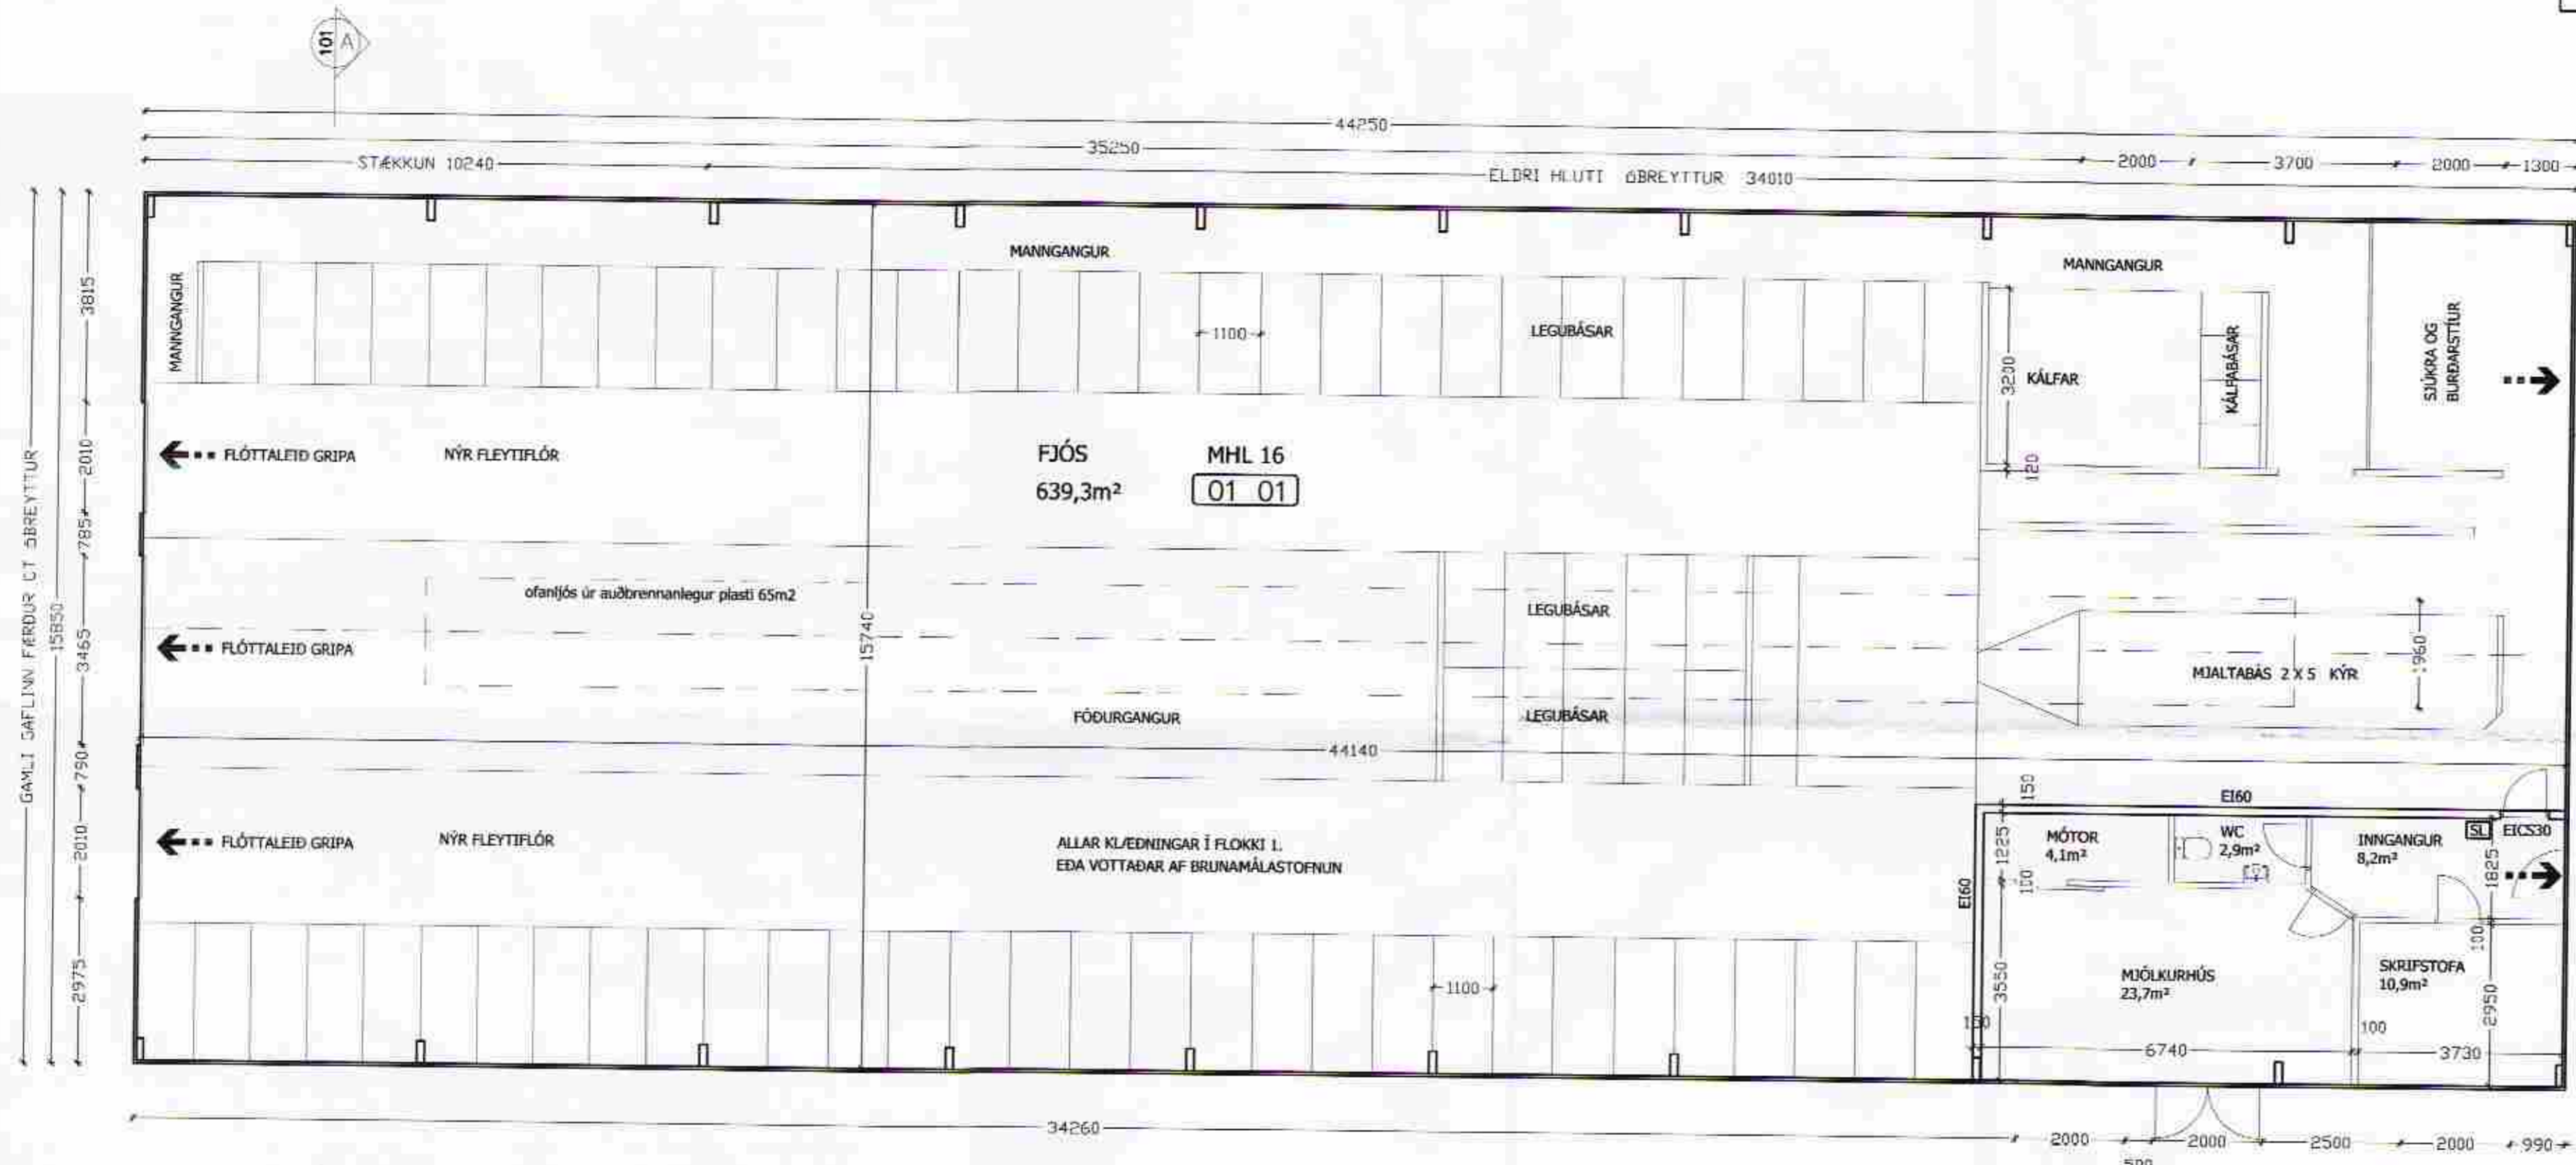 101 A
44250
35250
STÆKKUN 10240
ELDRI HLUTI ÓBREYTTUR 34010
2000
3700
2000
1300
GAMLI GAFLINN FÆRÐUR ÚT ÓBREYTTUR
15850
3815
2010
785
3465
790
2010
2975
MANNGANGUR
MANNGANGUR
MANNGANGUR
1100
LEGUBÁSAR
3200
KÁLFAR
KÁLFABÁSAR
SJÚKRA OG
BURÐARSTÍUR
FLÓTTALEIÐ GRIPA
NÝR FLEYTIFLÓR
FJÓS
639,3m²
MHL 16
01 01
120
ofanljós úr auðbrennanlegur plasti 65m2
15740
LEGUBÁSAR
FLÓTTALEIÐ GRIPA
1960
MJALTABÁS 2 X 5 KÝR
FÓÐURGANGUR
LEGUBÁSAR
44140
150
EI60
FLÓTTALEIÐ GRIPA
NÝR FLEYTIFLÓR
ALLAR KLÆÐNINGAR Í FLOKKI 1.
EÐA VOTTAÐAR AF BRUNAMÁLASTOFNUN
EI60
1225
100
MÓTOR
4,1m²
WC
2,9m²
INNGANGUR
8,2m²
SL
EICS30
1825
100
1100
3550
MJÓLKURHÚS
23,7m²
SKRIFSTOFA
10,9m²
2950
150
100
6740
3730
34260
2000
2000
2500
2000
990